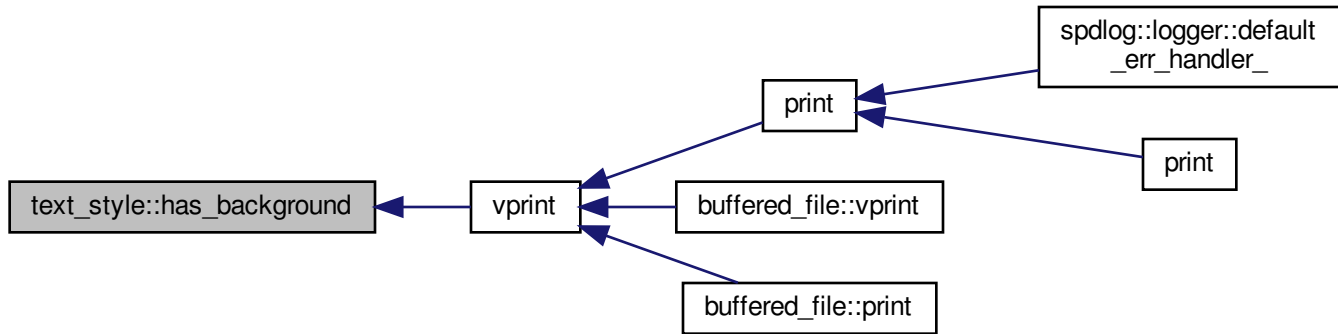 spdlog::logger::default
_err_handler_
print
print
text_style::has_background
vprint
buffered_file::vprint
buffered_file::print